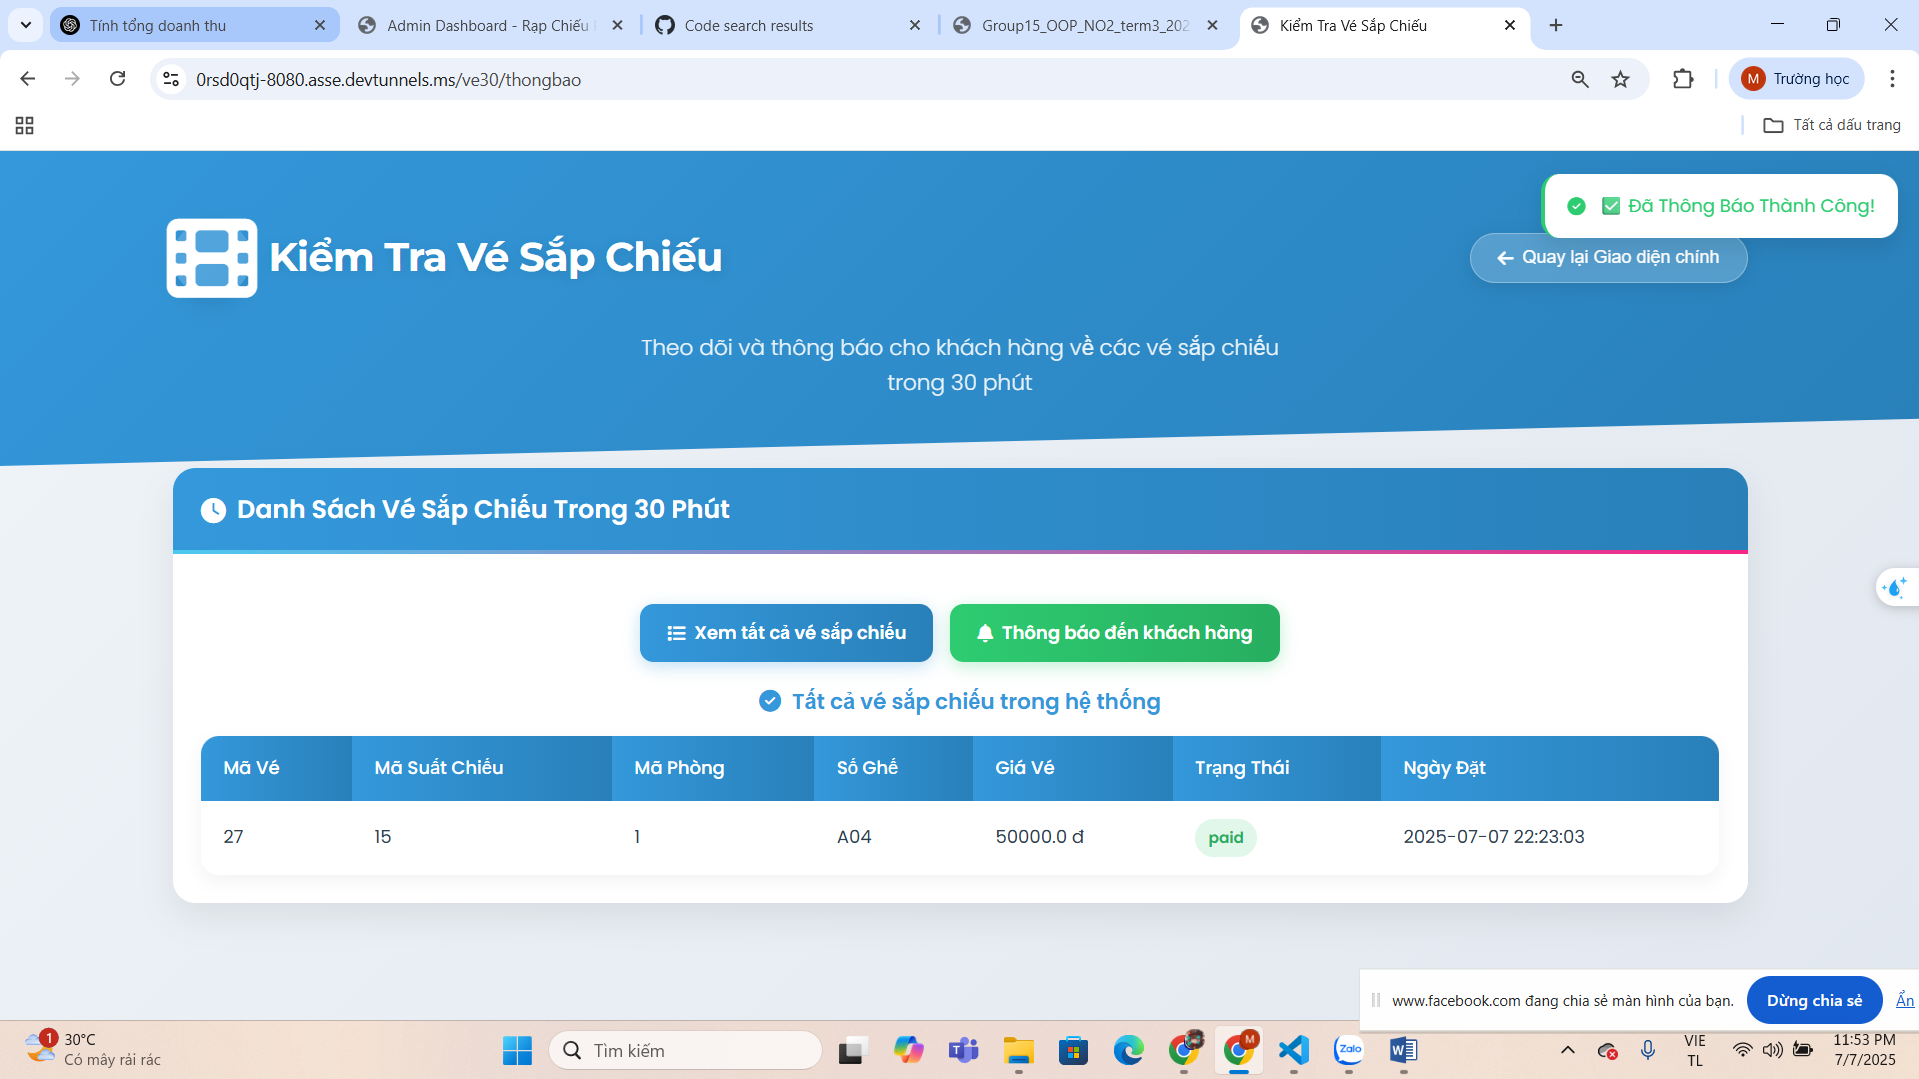 Tính tổng doanh thu
Admin Dashboard - Rạp Chiếu
Code search results
Group15_OOP_NO2_term3_202
Kiểm Tra Vé Sắp Chiếu
0rsd0qtj-8080.asse.devtunnels.ms/ve30/thongbao
M
Trường học
Tất cả dấu trang
✅ Đã Thông Báo Thành Công!
Kiểm Tra Vé Sắp Chiếu
Quay lại Giao diện chính
Theo dõi và thông báo cho khách hàng về các vé sắp chiếu
trong 30 phút
Danh Sách Vé Sắp Chiếu Trong 30 Phút
Xem tất cả vé sắp chiếu
Thông báo đến khách hàng
Tất cả vé sắp chiếu trong hệ thống
Mã Vé Mã Suất Chiếu Mã Phòng Số Ghế Giá Vé Trạng Thái Ngày Đặt
27 15 1 A04 50000.0 đ paid 2025-07-07 22:23:03
www.facebook.com đang chia sẻ màn hình của bạn.
Dừng chia sẻ
Ẩn
1
30°C
Có mây rải rác
Tìm kiếm
M
Zalo
VIE
TL
11:53 PM
7/7/2025